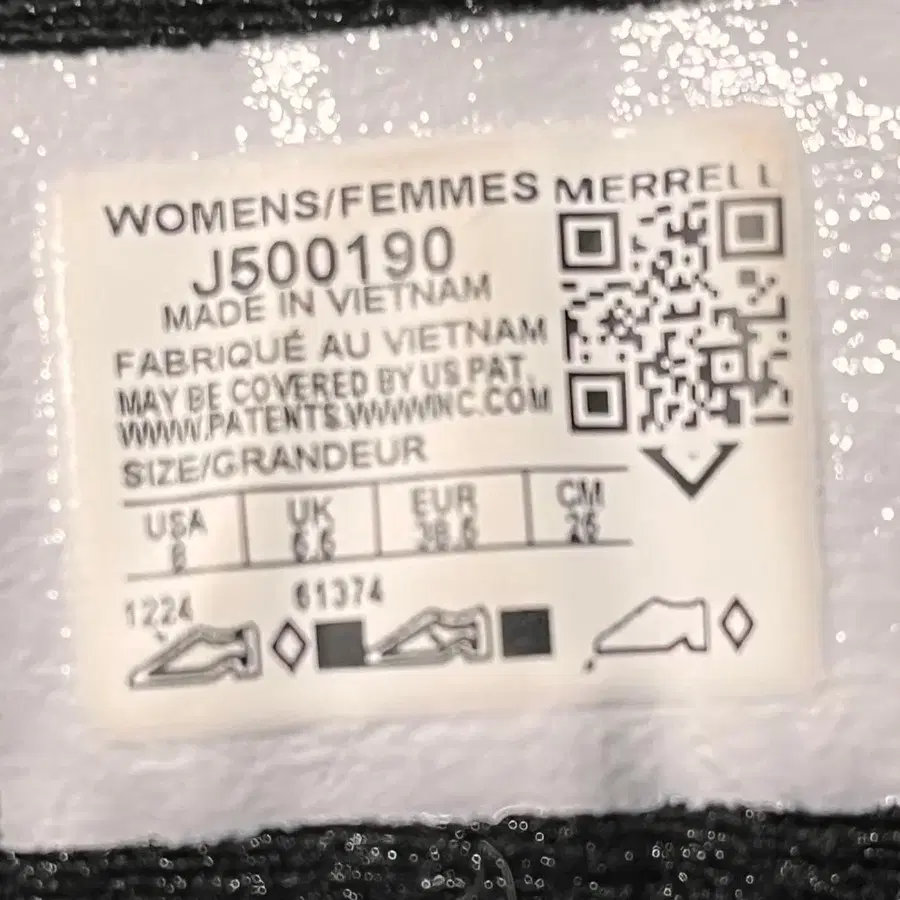 WOMENS/FEMMES MERRELL
J500190
MADE IN VIETNAM
FABRIQUÉ AU VIETNAM
MAY BE COVERED BY US PAT.
WWW.PATENTS.WWWINC.COM
SIZE/GRANDEUR
USA UK EUR CM
1224 61374